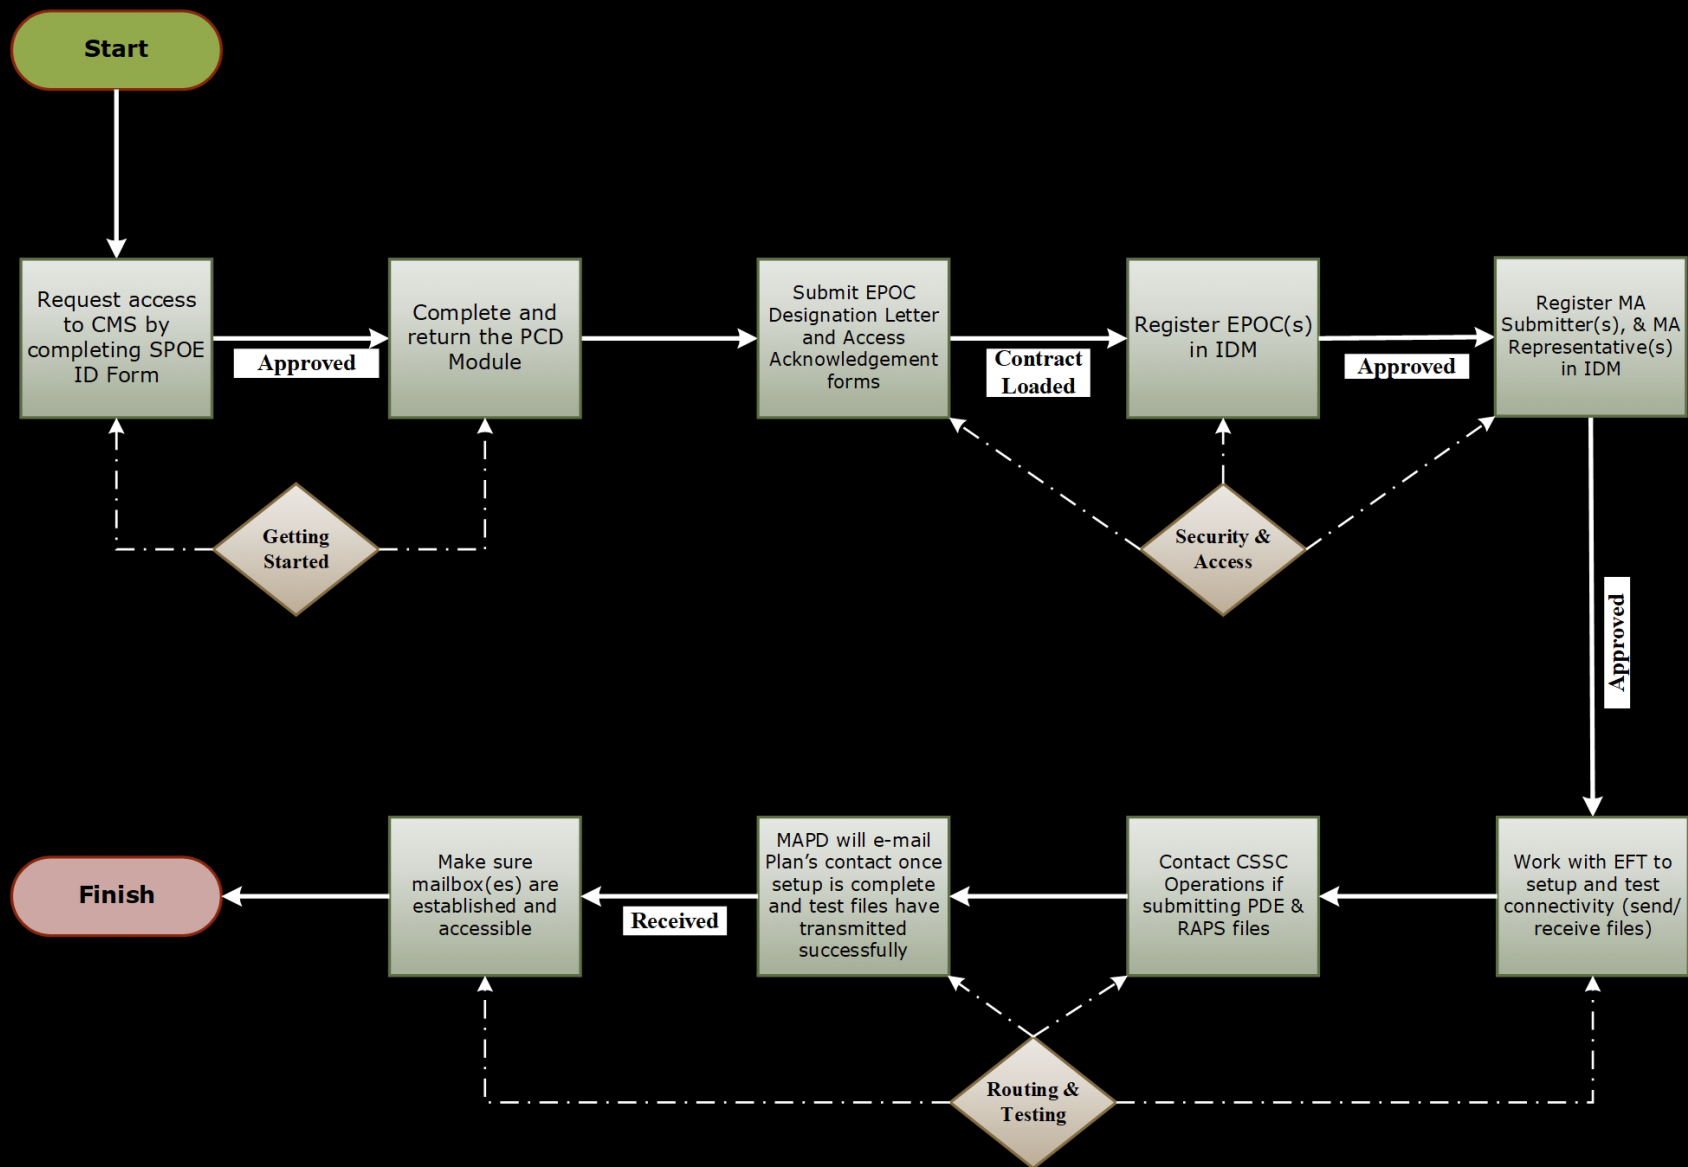 Start
Request access
to CMS by
completing SPOE
ID Form
Approved
Complete and
return the PCD
Module
Submit EPOC
Designation Letter
and Access
Acknowledgement
forms
Contract
Loaded
Register EPOC(s)
in IDM
Approved
Register MA
Submitter(s), & MA
Representative(s)
in IDM
Getting
Started
Security &
Access
Approved
Work with EFT to
setup and test
connectivity (send/
receive files)
Contact CSSC
Operations if
submitting PDE &
RAPS files
MAPD will e-mail
Plan’s contact once
setup is complete
and test files have
transmitted
successfully
Received
Make sure
mailbox(es) are
established and
accessible
Finish
Routing &
Testing